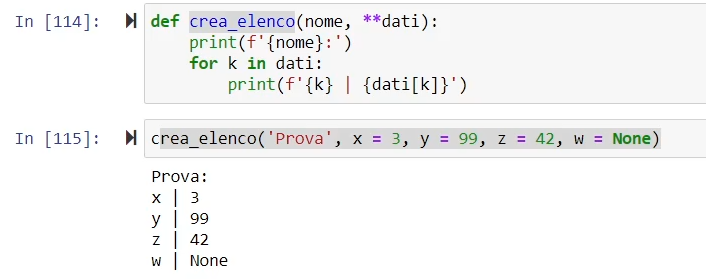 In [114]: def crea_elenco(nome, **dati):
    print(f'{nome}:')
    for k in dati:
        print(f'{k} | {dati[k]}')
In [115]: crea_elenco('Prova', x = 3, y = 99, z = 42, w = None)
Prova:
x | 3
y | 99
z | 42
w | None